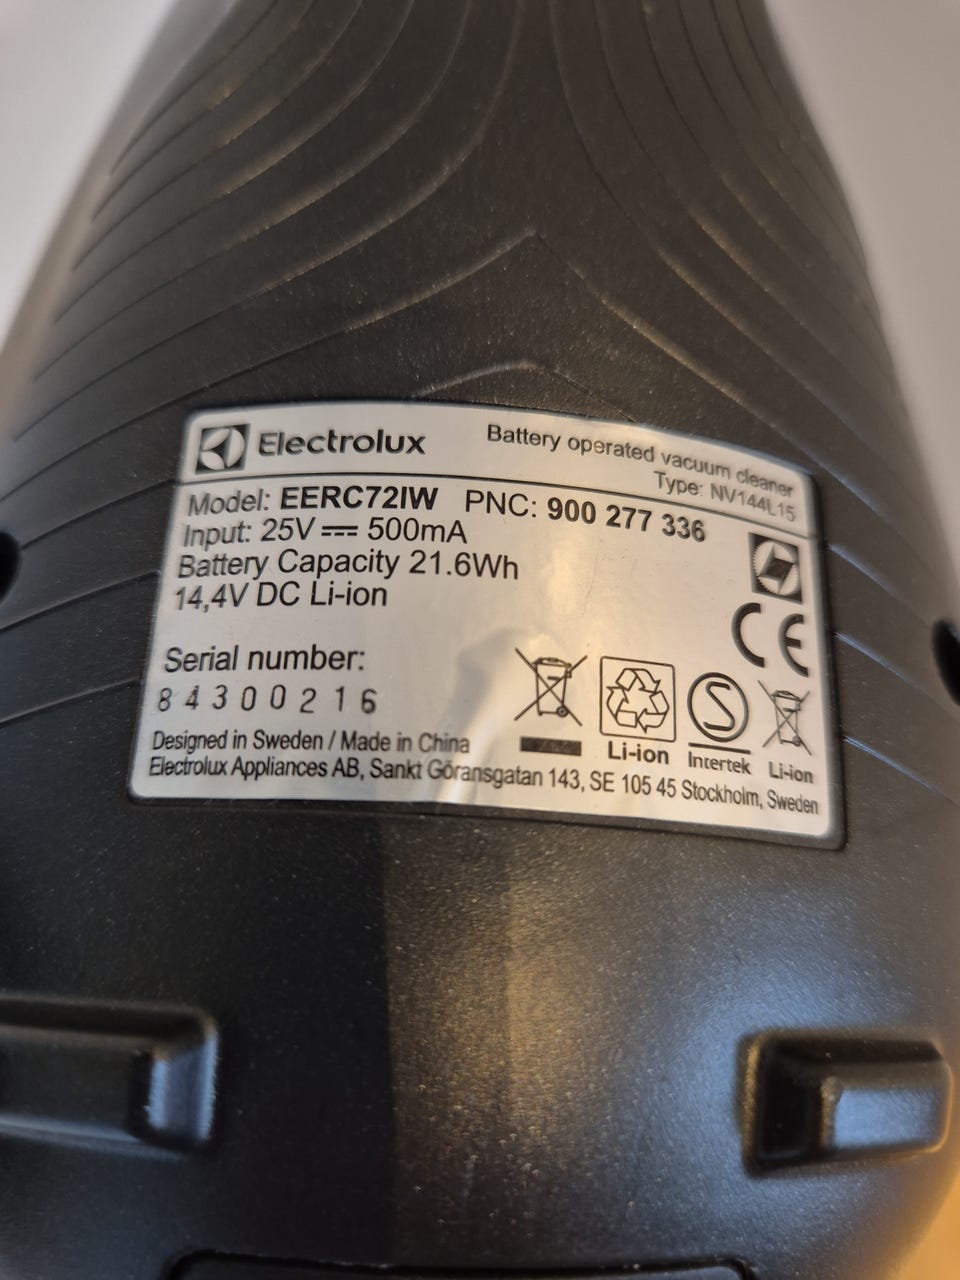 Electrolux
Battery operated vacuum cleaner
Type: NV144L15
Model: EERC72IW PNC: 900 277 336
Input: 25V ⎓ 500mA
Battery Capacity 21.6Wh
14,4V DC Li-ion
CE
Serial number:
84300216
S
Li-ion
Intertek
Li-ion
Designed in Sweden / Made in China
Electrolux Appliances AB, Sankt Göransgatan 143, SE 105 45 Stockholm, Sweden